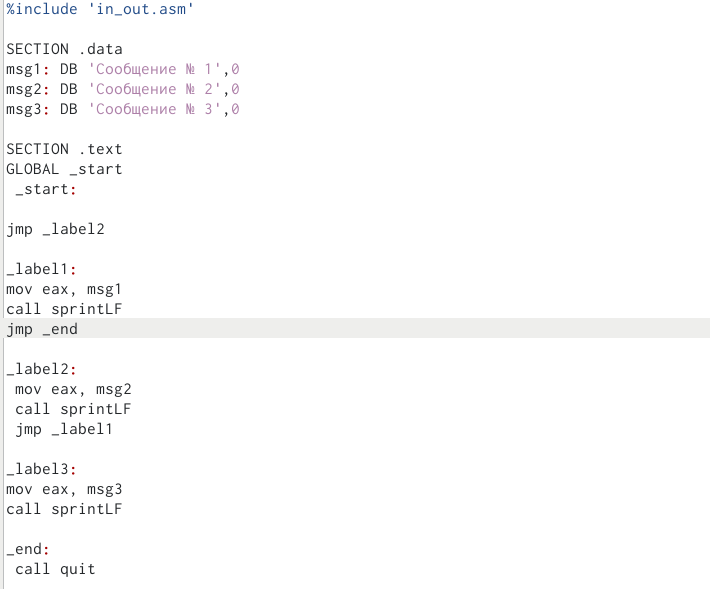 %include 'in_out.asm'
SECTION .data
msg1: DB 'Сообщение № 1',0
msg2: DB 'Сообщение № 2',0
msg3: DB 'Сообщение № 3',0
SECTION .text
GLOBAL _start
_start:
jmp _label2
_label1:
mov eax, msg1
call sprintLF
jmp _end
_label2:
mov eax, msg2
call sprintLF
jmp _label1
_label3:
mov eax, msg3
call sprintLF
_end:
call quit